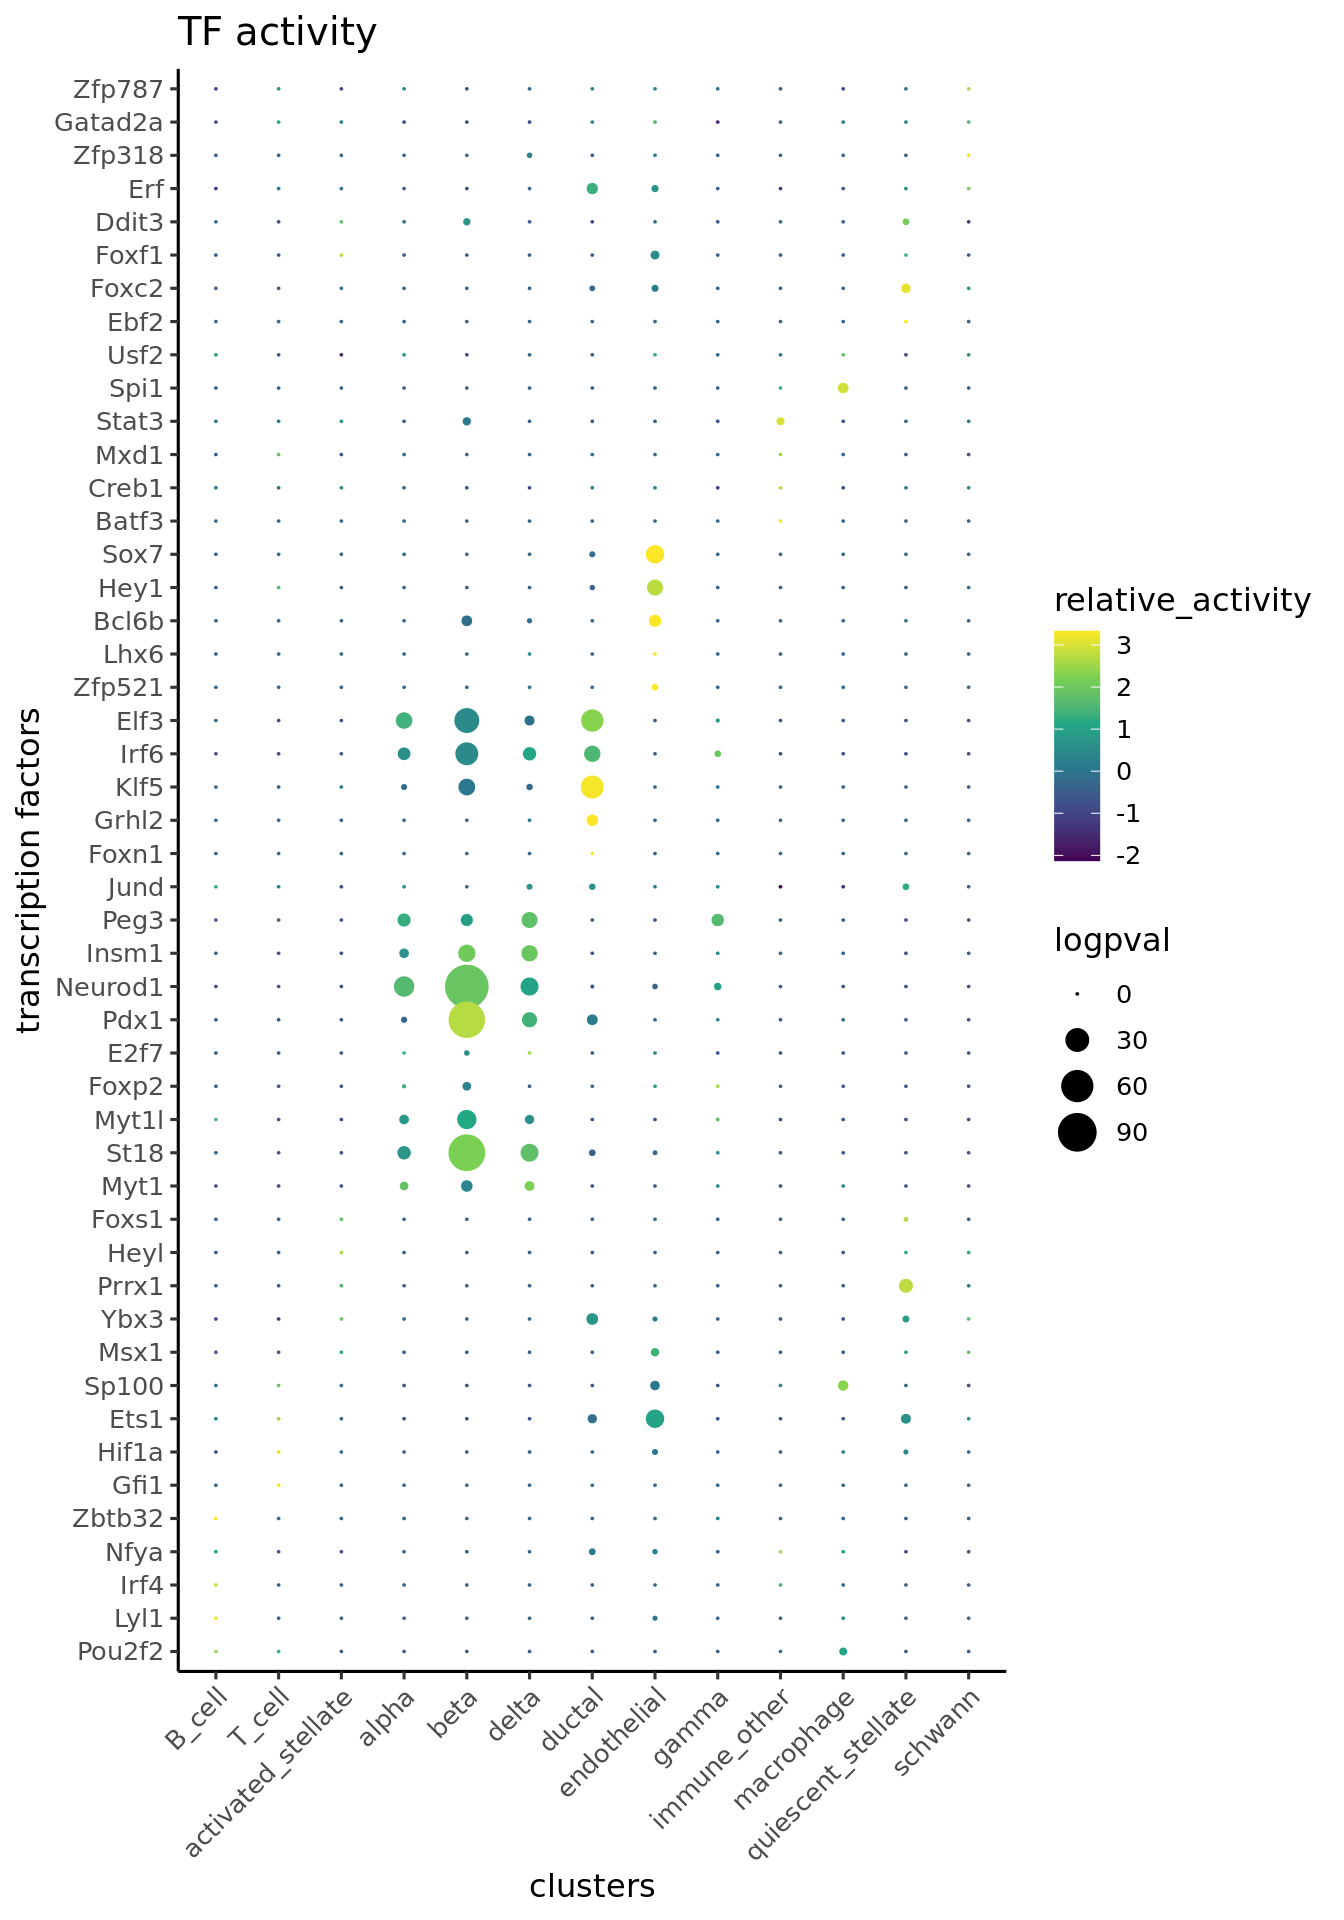 TF activity
transcription factors
Zfp787
Gatad2a
Zfp318
Erf
Ddit3
Foxf1
Foxc2
Ebf2
Usf2
Spi1
Stat3
Mxd1
Creb1
Batf3
Sox7
Hey1
Bcl6b
Lhx6
Zfp521
Elf3
Irf6
Klf5
Grhl2
Foxn1
Jund
Peg3
Insm1
Neurod1
Pdx1
E2f7
Foxp2
Myt1l
St18
Myt1
Foxs1
Heyl
Prrx1
Ybx3
Msx1
Sp100
Ets1
Hif1a
Gfi1
Zbtb32
Nfya
Irf4
Lyl1
Pou2f2
B_cell
T_cell
activated_stellate
alpha
beta
delta
ductal
endothelial
gamma
immune_other
macrophage
quiescent_stellate
schwann
clusters
relative_activity
3
2
1
0
-1
-2
logpval
0
30
60
90